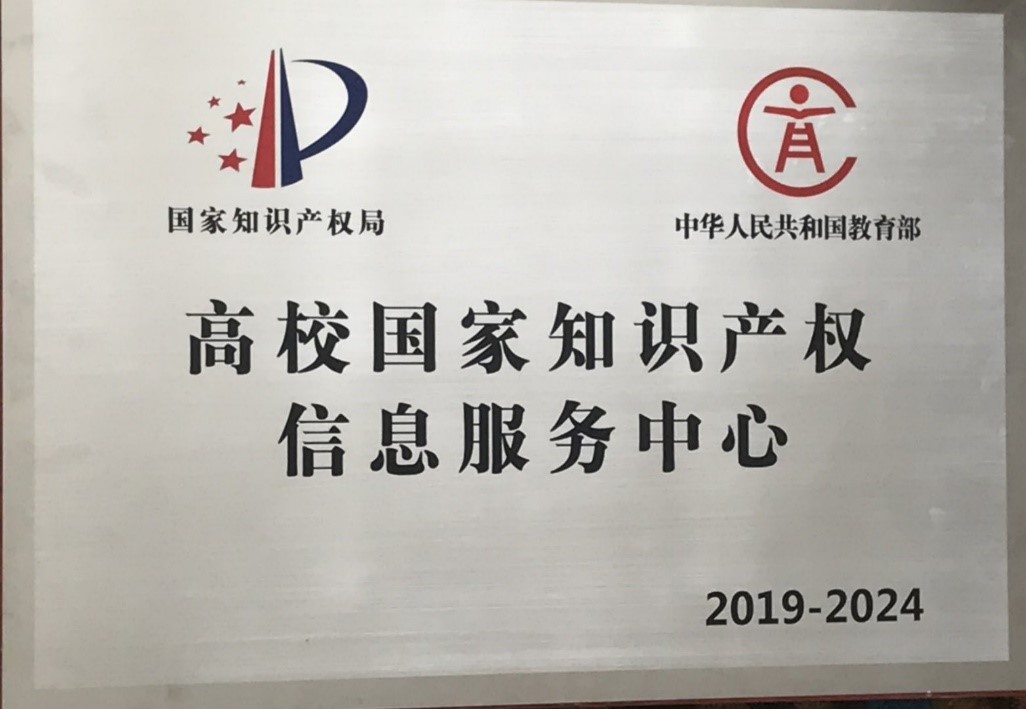 国家知识产权局
中华人民共和国教育部
高校国家知识产权
信息服务中心
2019-2024